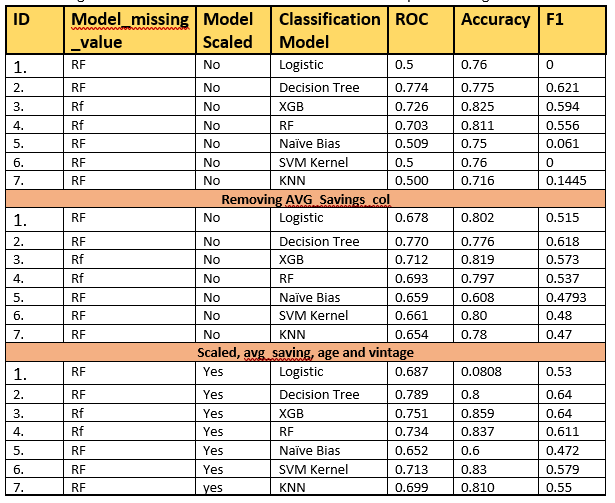 ID Model_missing_value Model Scaled Classification Model ROC Accuracy F1
1. RF No Logistic 0.5 0.76 0
2. RF No Decision Tree 0.774 0.775 0.621
3. Rf No XGB 0.726 0.825 0.594
4. Rf No RF 0.703 0.811 0.556
5. RF No Naïve Bias 0.509 0.75 0.061
6. RF No SVM Kernel 0.5 0.76 0
7. RF No KNN 0.500 0.716 0.1445
Removing AVG_Savings_col
1. RF No Logistic 0.678 0.802 0.515
2. RF No Decision Tree 0.770 0.776 0.618
3. Rf No XGB 0.712 0.819 0.573
4. Rf No RF 0.693 0.797 0.537
5. RF No Naïve Bias 0.659 0.608 0.4793
6. RF No SVM Kernel 0.661 0.80 0.48
7. RF No KNN 0.654 0.78 0.47
Scaled, avg_saving, age and vintage
1. RF Yes Logistic 0.687 0.0808 0.53
2. RF Yes Decision Tree 0.789 0.8 0.64
3. Rf Yes XGB 0.751 0.859 0.64
4. Rf Yes RF 0.734 0.837 0.611
5. RF Yes Naïve Bias 0.652 0.6 0.472
6. RF Yes SVM Kernel 0.713 0.83 0.579
7. RF yes KNN 0.699 0.810 0.55